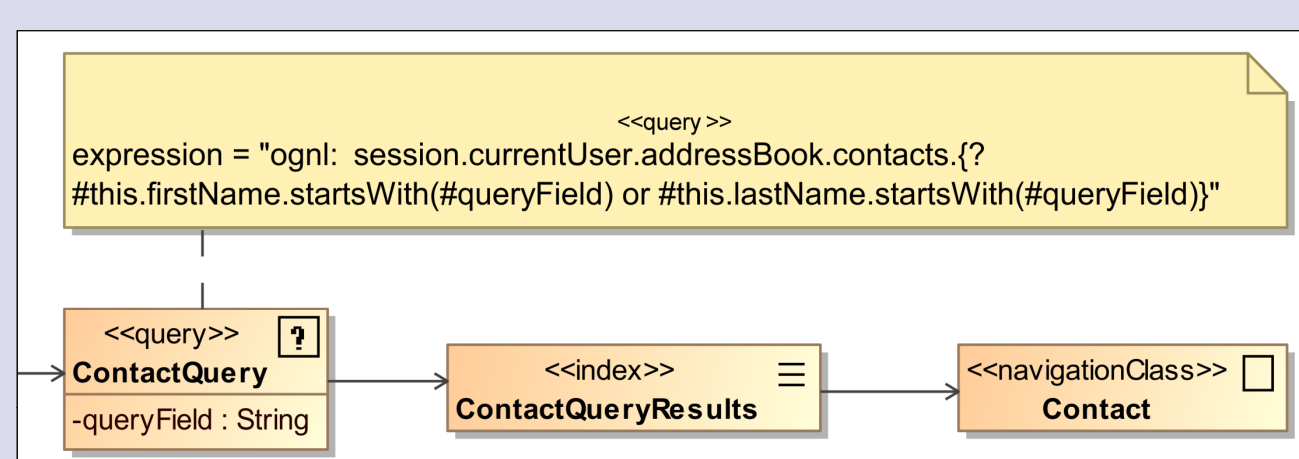 <<query >>
expression = "ognl:  session.currentUser.addressBook.contacts.{?
#this.firstName.startsWith(#queryField) or #this.lastName.startsWith(#queryField)}"
<<query>>
?
ContactQuery
-queryField : String
<<index>>
ContactQueryResults
<<navigationClass>>
Contact